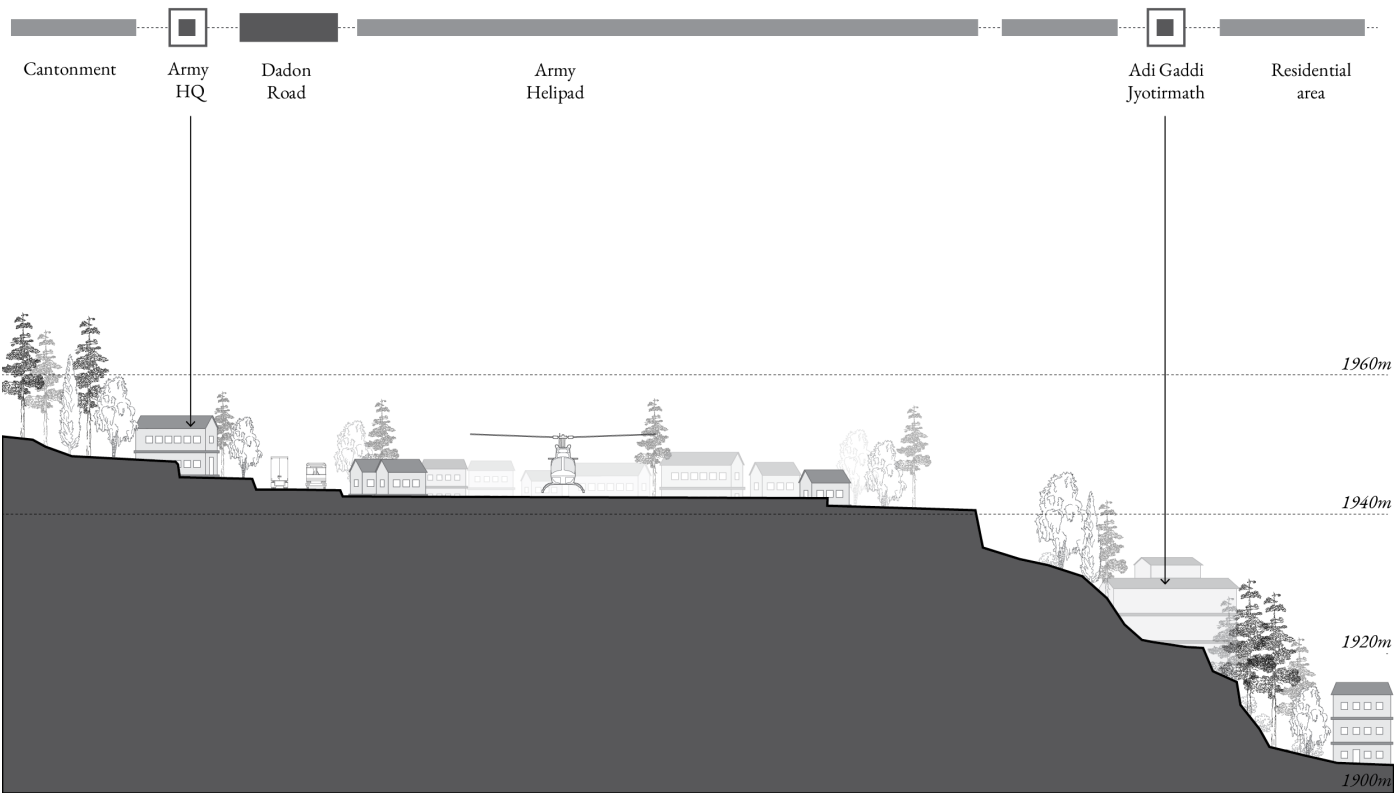 Cantonment
Army
HQ
Dadon
Road
Army
Helipad
Adi Gaddi
Jyotirmath
Residential
area
1960m
1940m
1920m
1900m